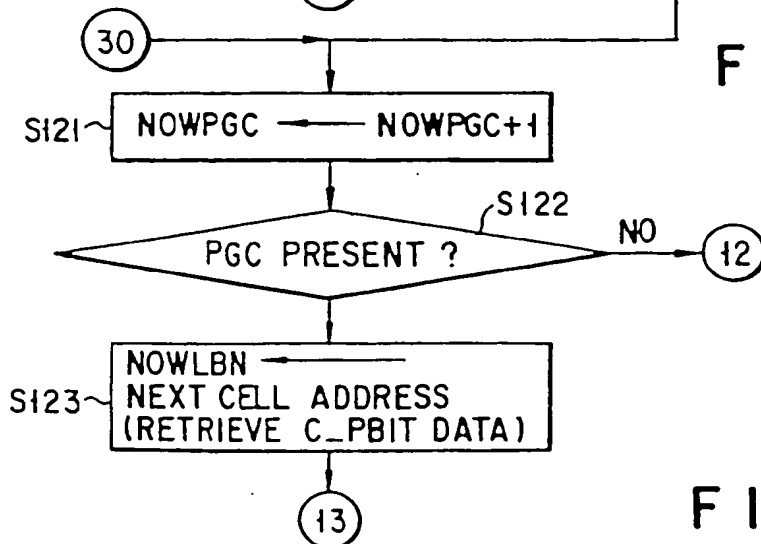 30
F
S121 NOWPGC ← NOWPGC+1
S122
PGC PRESENT ?
NO
12
NOWLBN ←
S123 NEXT CELL ADDRESS
(RETRIEVE C_PBIT DATA)
13
F I